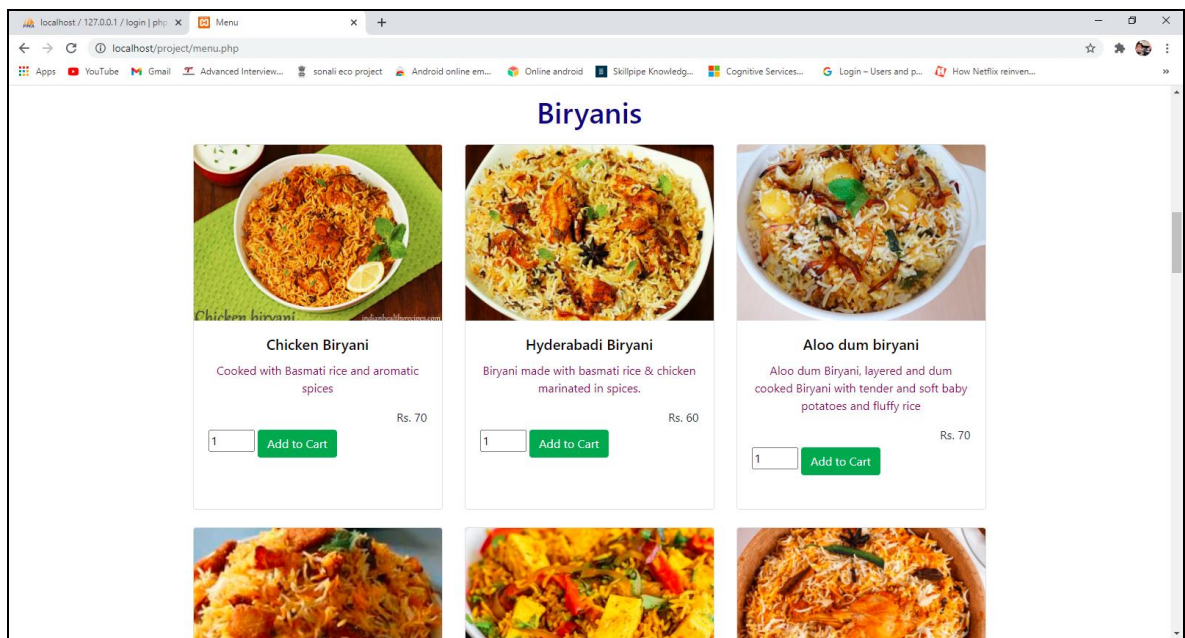 localhost / 127.0.0.1 / login | php
Menu
localhost/project/menu.php
Apps
YouTube
Gmail
Advanced Interview...
sonali eco project
Android online em...
Online android
Skillpipe Knowledg...
Cognitive Services...
Login – Users and p...
How Netflix reinven...
»
Biryanis
Chicken biryani
indianhealthyrecipes.com
Chicken Biryani
Cooked with Basmati rice and aromatic
spices
Rs. 70
1
Add to Cart
Hyderabadi Biryani
Biryani made with basmati rice & chicken
marinated in spices.
Rs. 60
1
Add to Cart
Aloo dum biryani
Aloo dum Biryani, layered and dum
cooked Biryani with tender and soft baby
potatoes and fluffy rice
Rs. 70
1
Add to Cart